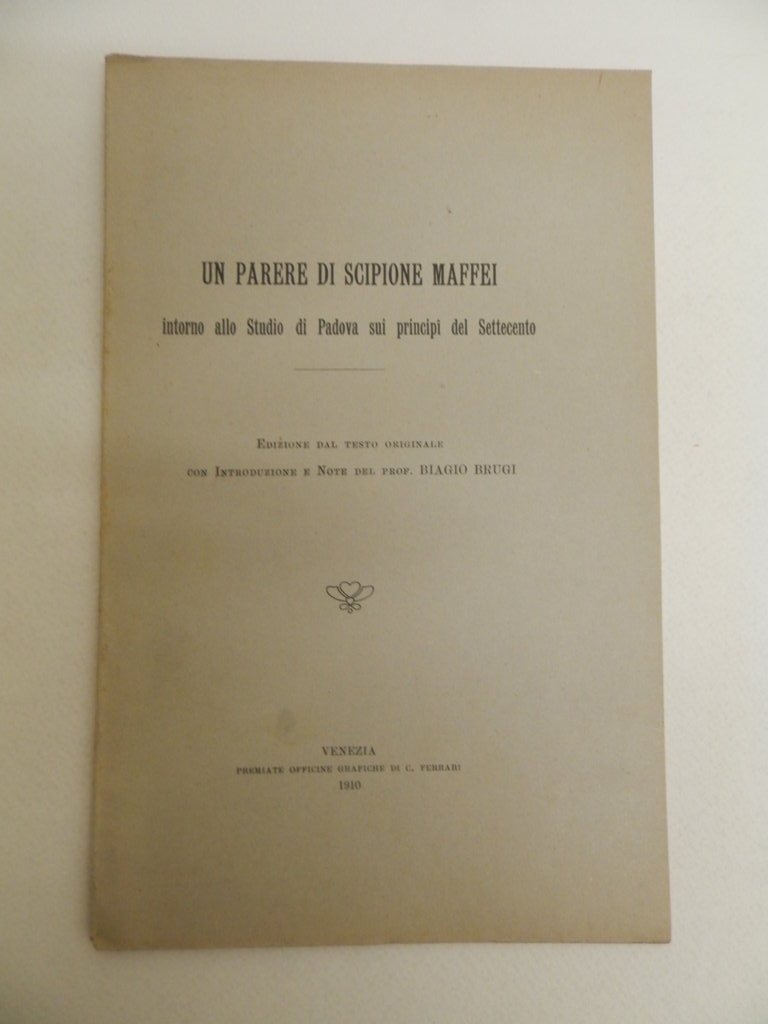 UN PARERE DI SCIPIONE MAFFEI
intorno allo Studio di Padova sui principî del Settecento
Edizione dal testo originale
con Introduzione e Note del prof. BIAGIO BRUGI
VENEZIA
PREMIATE OFFICINE GRAFICHE DI C. FERRARI
1910